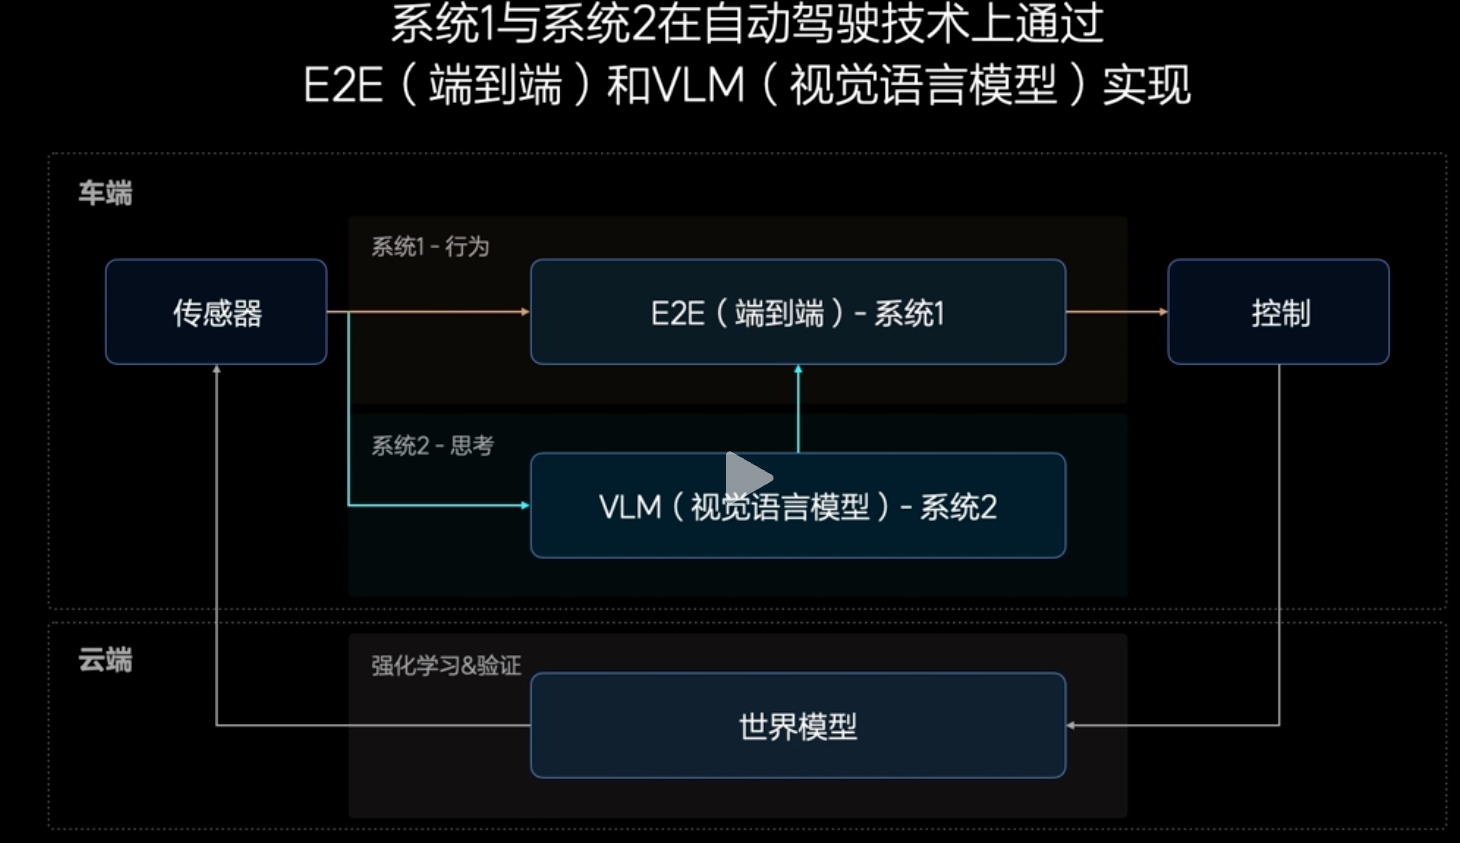 系统1与系统2在自动驾驶技术上通过
E2E（端到端）和VLM（视觉语言模型）实现
车端
系统1 - 行为
传感器
E2E（端到端）- 系统1
控制
系统2 - 思考
VLM（视觉语言模型）- 系统2
云端
强化学习&验证
世界模型